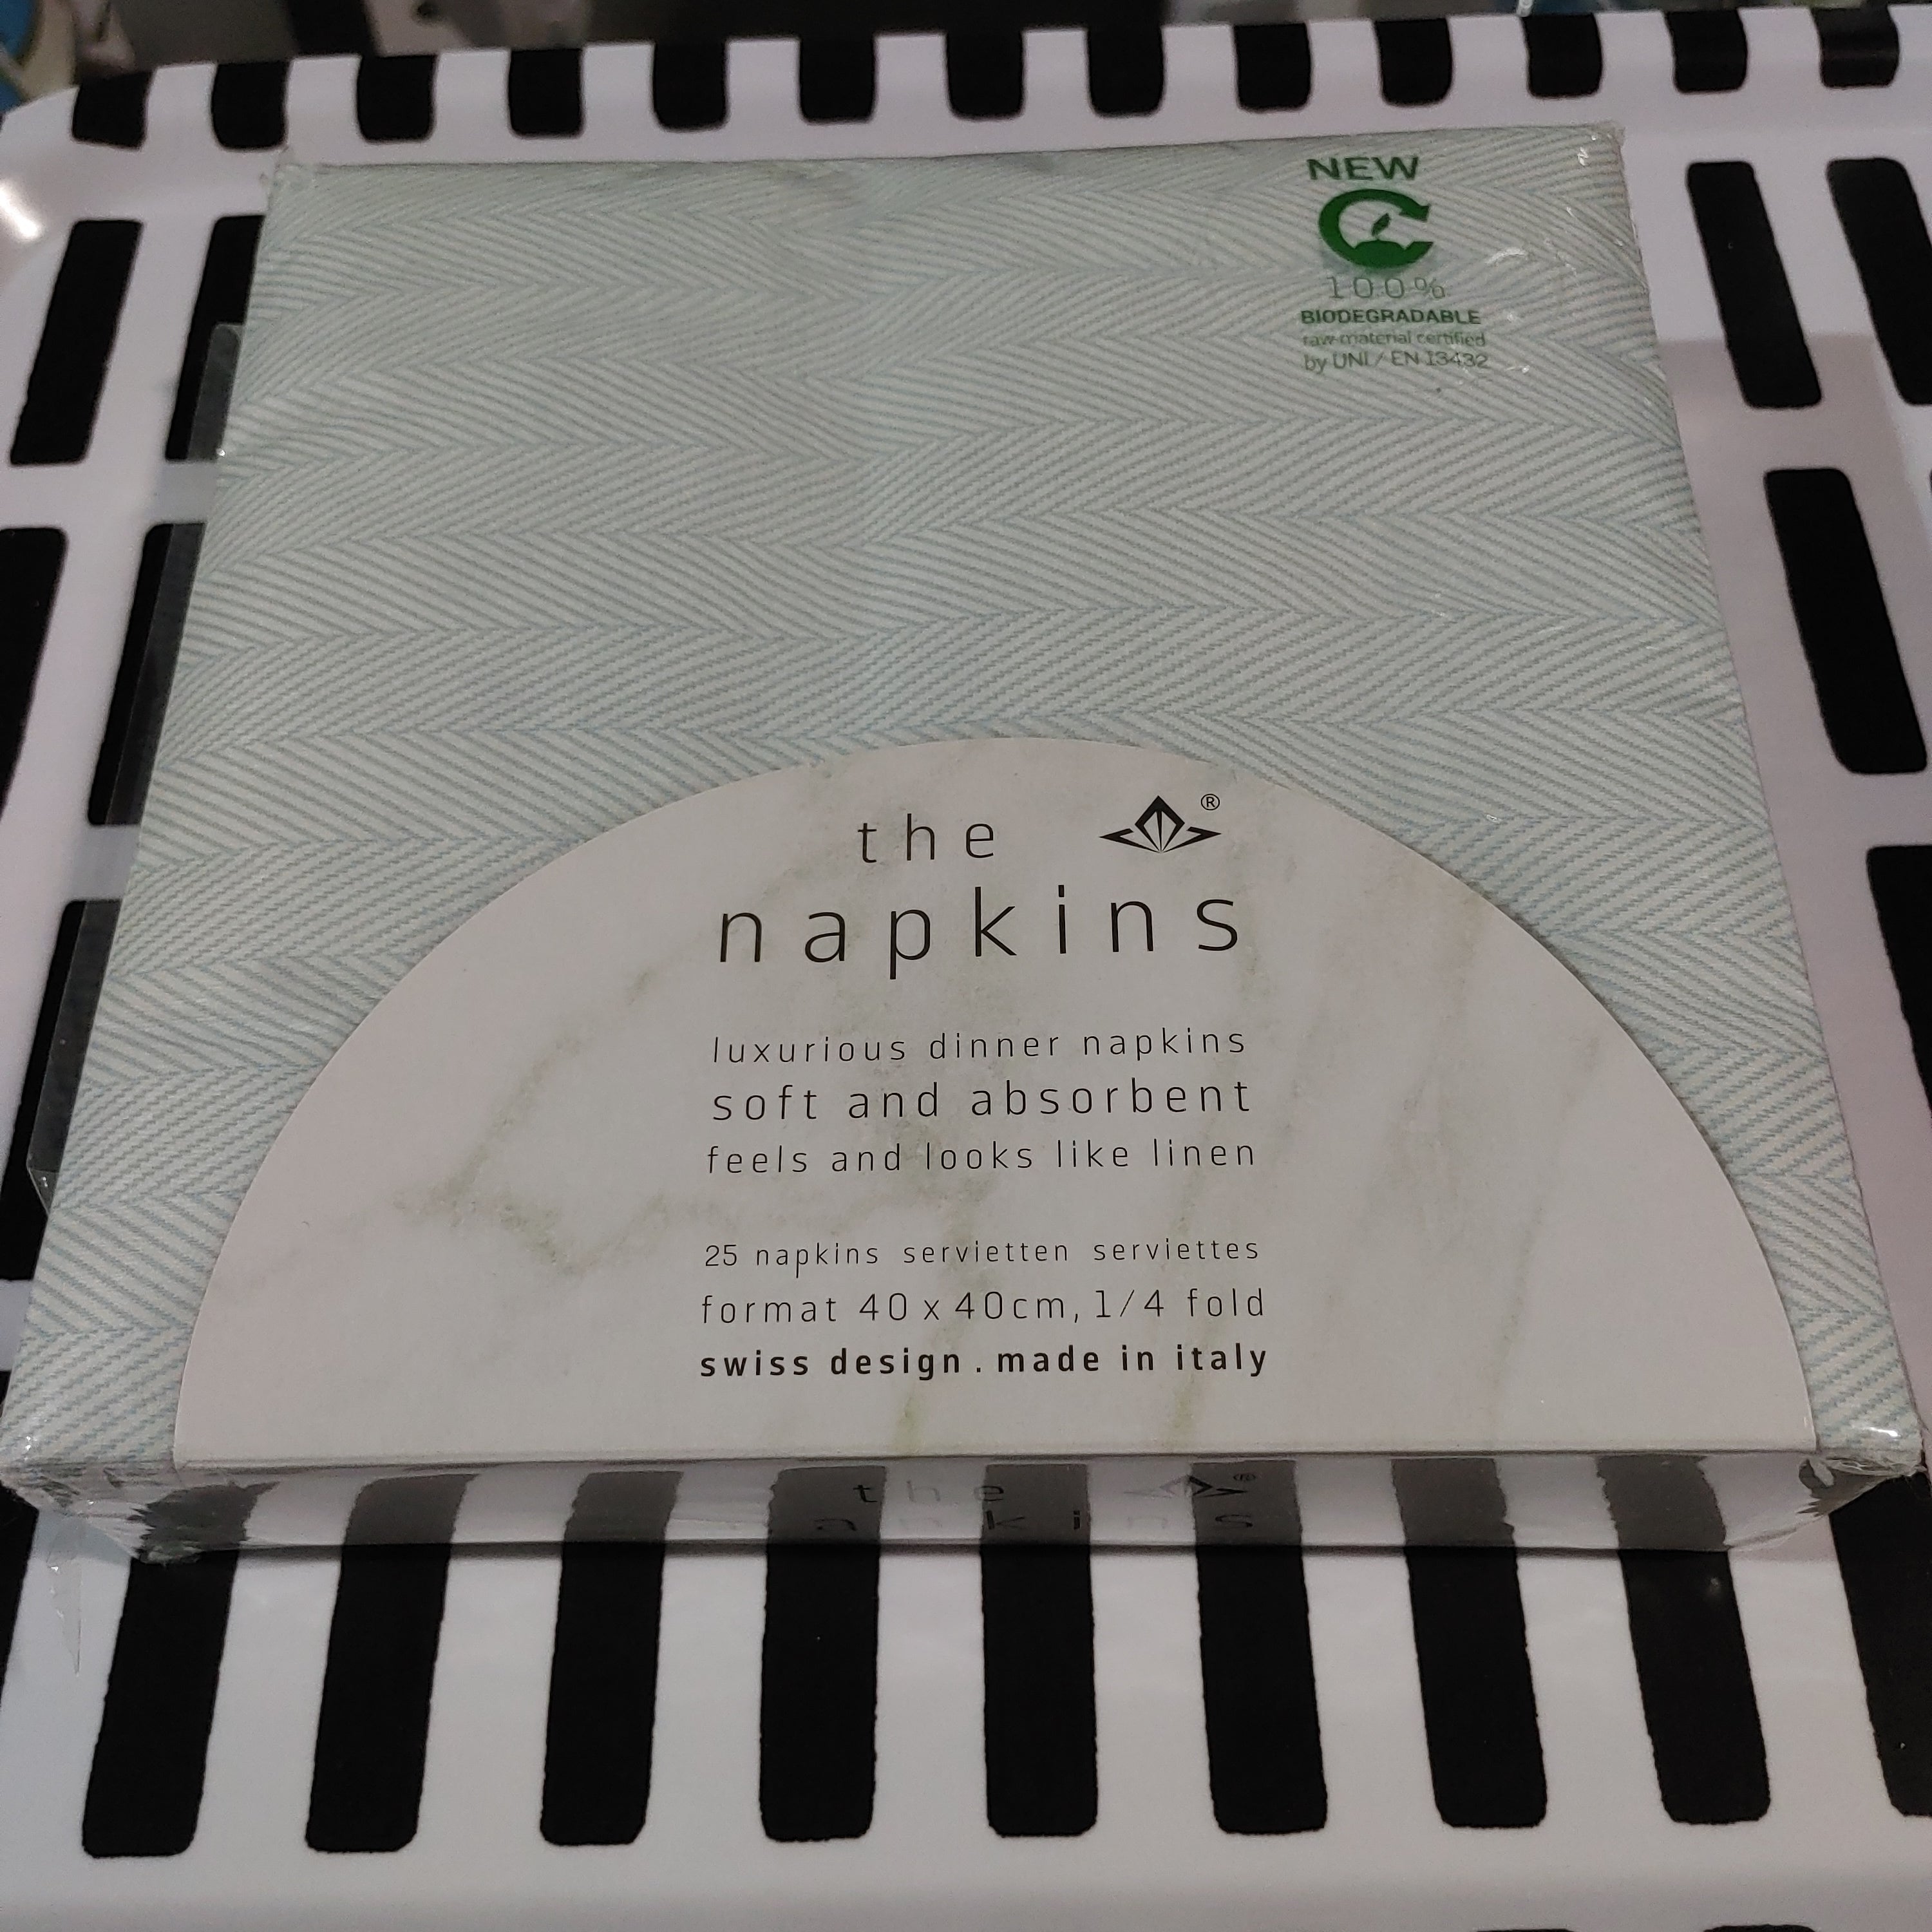 NEW
100%
BIODEGRADABLE
raw material certified
by UNI / EN 13432
the ®
napkins
luxurious dinner napkins
soft and absorbent
feels and looks like linen
25 napkins servietten serviettes
format 40 x 40cm, 1/4 fold
swiss design . made in italy
the ®
napkins